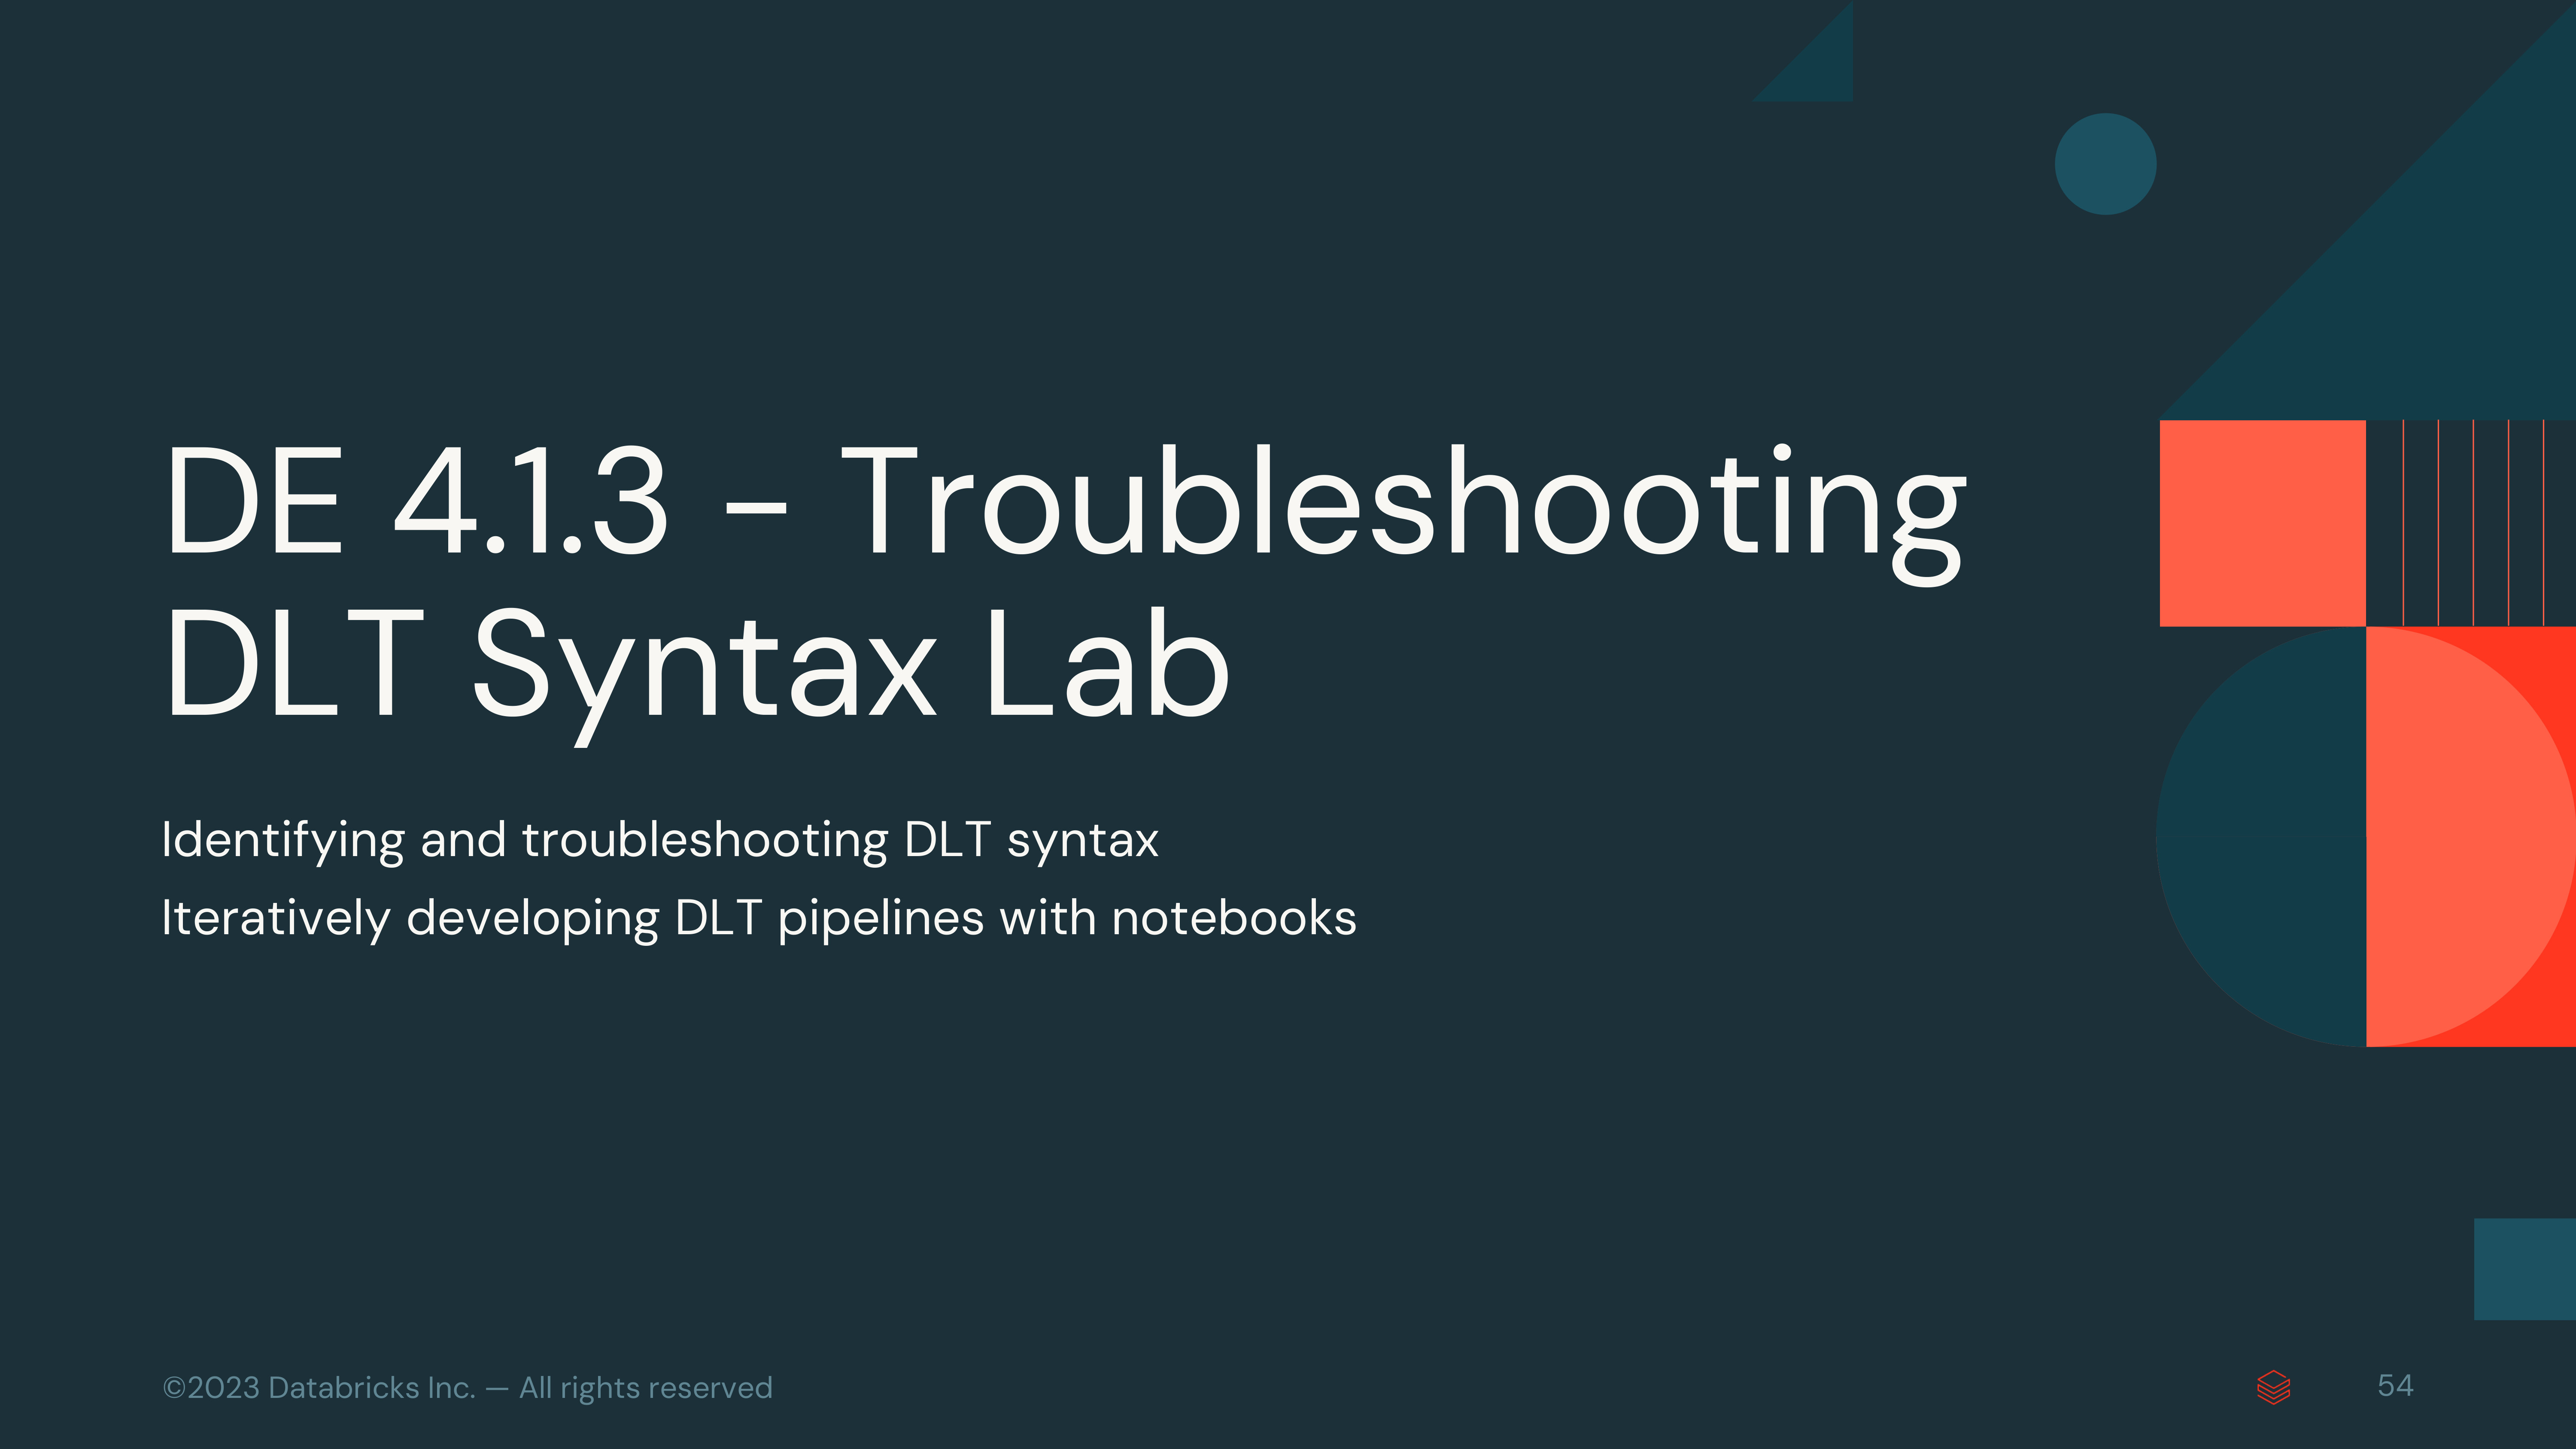 DE 4.1.3 - Troubleshooting
DLT Syntax Lab
Identifying and troubleshooting DLT syntax
Iteratively developing DLT pipelines with notebooks
©2023 Databricks Inc. — All rights reserved
54